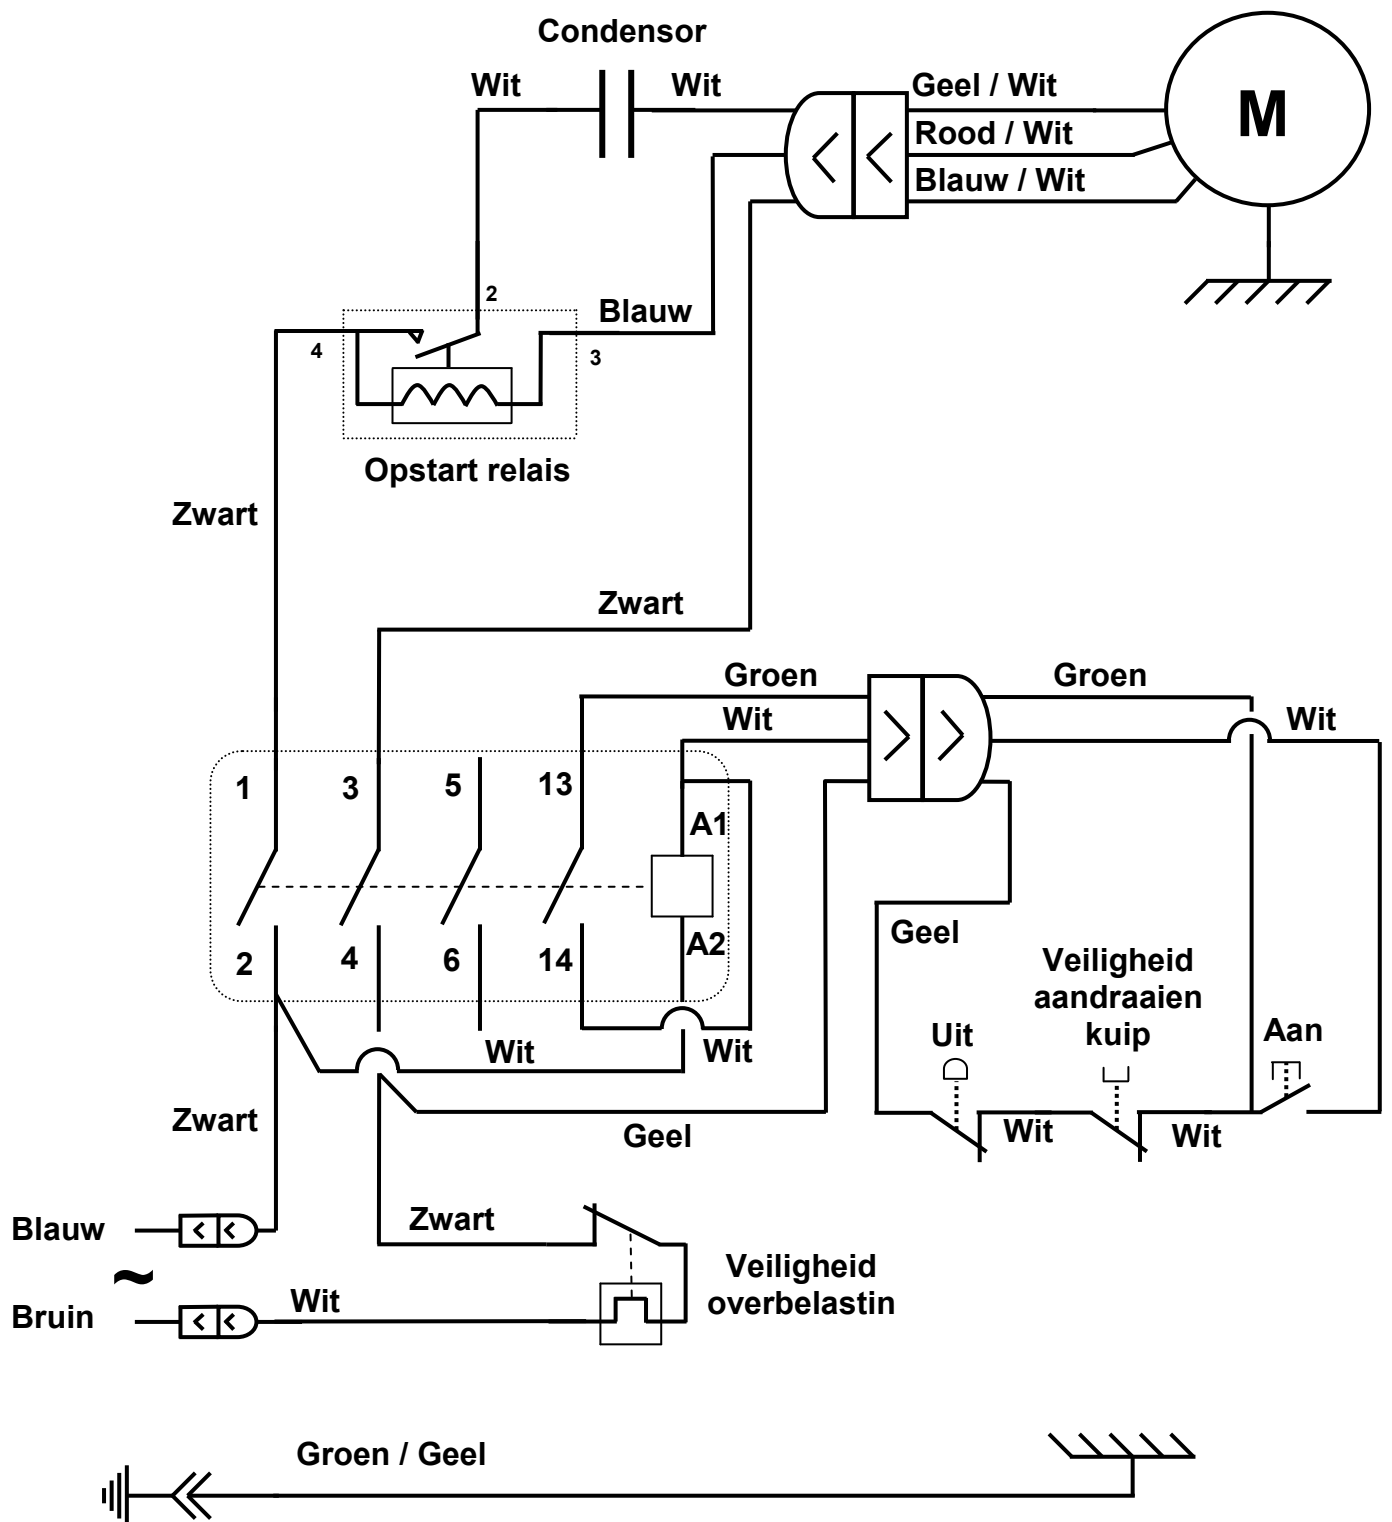 Condensor
Wit
Wit
Geel / Wit
M
Rood / Wit
Blauw / Wit
2
Blauw
4
3
Opstart relais
Zwart
Zwart
Groen
Groen
Wit
Wit
1
3
5
13
A1
Geel
A2
2
4
6
14
Veiligheid
aandraaien
kuip
Uit
Aan
Wit
Wit
Zwart
Geel
Wit
Wit
Blauw
Zwart
~
Veiligheid
overbelastin
Bruin
Wit
Groen / Geel